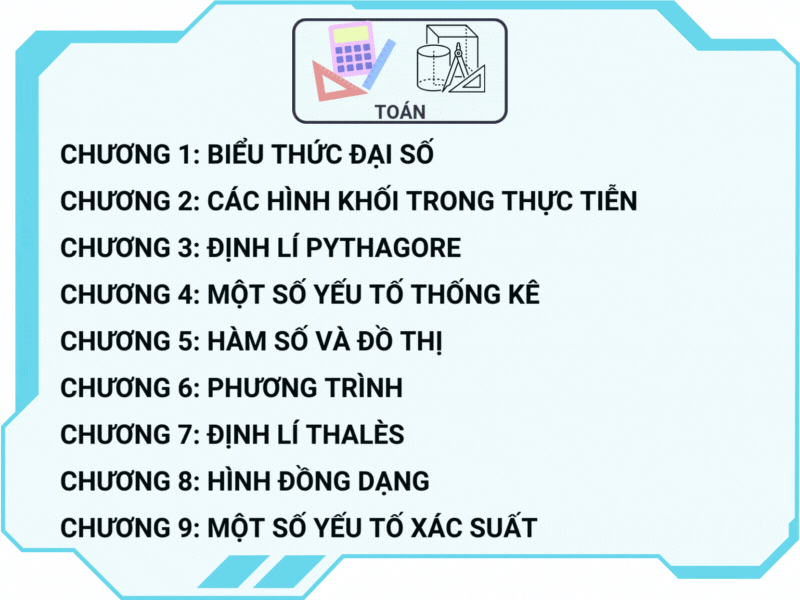 TOÁN
CHƯƠNG 1: BIỂU THỨC ĐẠI SỐ
CHƯƠNG 2: CÁC HÌNH KHỐI TRONG THỰC TIỄN
CHƯƠNG 3: ĐỊNH LÍ PYTHAGORE
CHƯƠNG 4: MỘT SỐ YẾU TỐ THỐNG KÊ
CHƯƠNG 5: HÀM SỐ VÀ ĐỒ THỊ
CHƯƠNG 6: PHƯƠNG TRÌNH
CHƯƠNG 7: ĐỊNH LÍ THALÈS
CHƯƠNG 8: HÌNH ĐỒNG DẠNG
CHƯƠNG 9: MỘT SỐ YẾU TỐ XÁC SUẤT